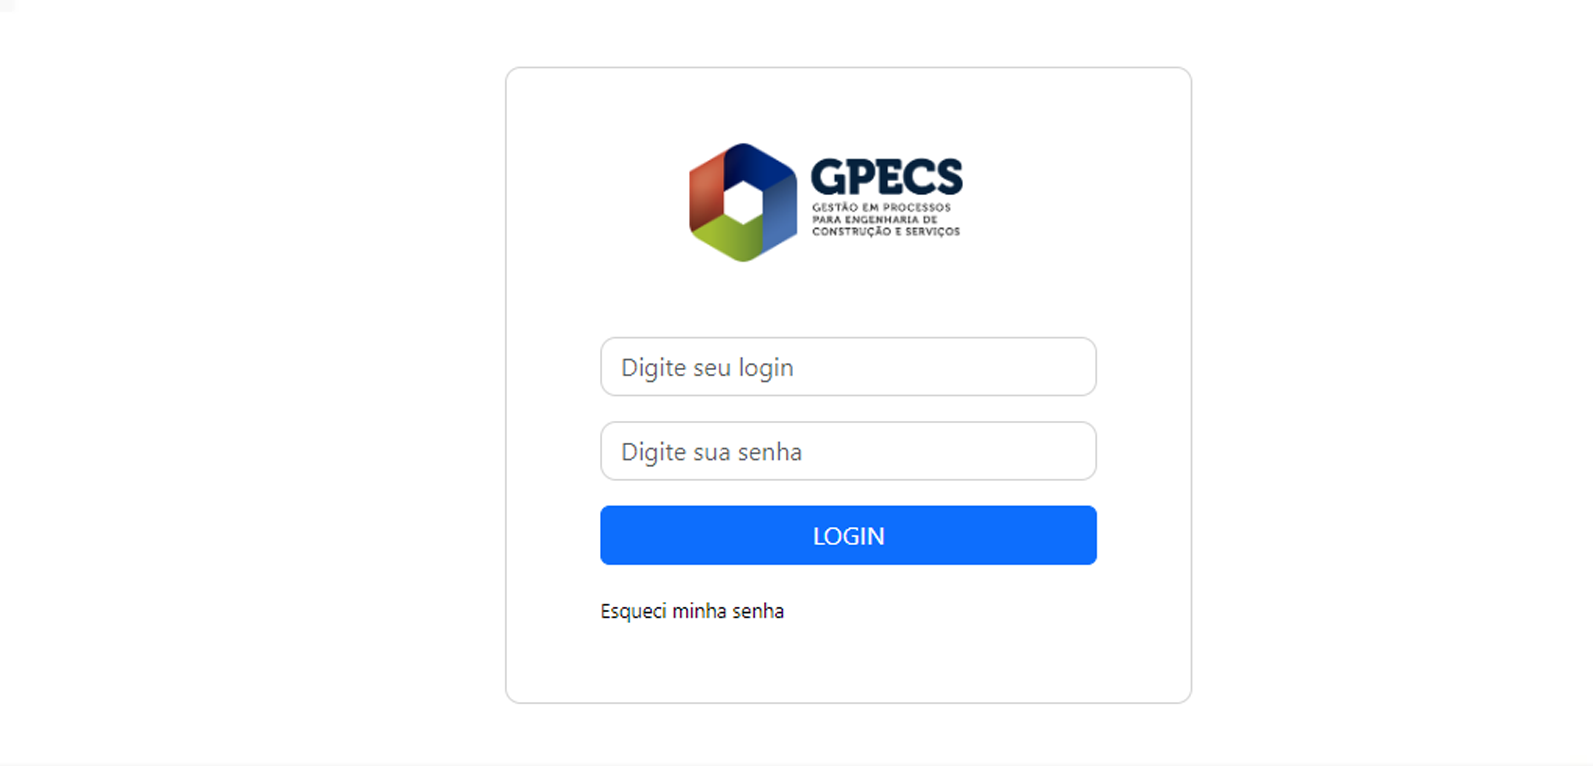 GPECS
GESTÃO EM PROCESSOS
PARA ENGENHARIA DE
CONSTRUÇÃO E SERVIÇOS
Digite seu login
Digite sua senha
LOGIN
Esqueci minha senha